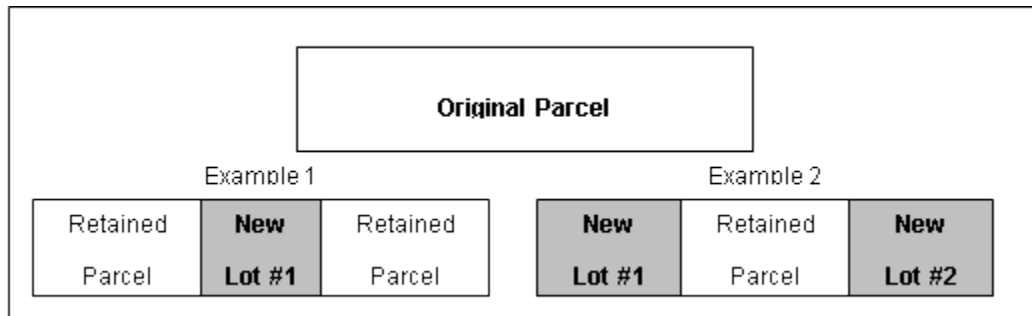 Original Parcel
Example 1
Example 2
Retained New Retained
Parcel Lot #1 Parcel
New Retained New
Lot #1 Parcel Lot #2